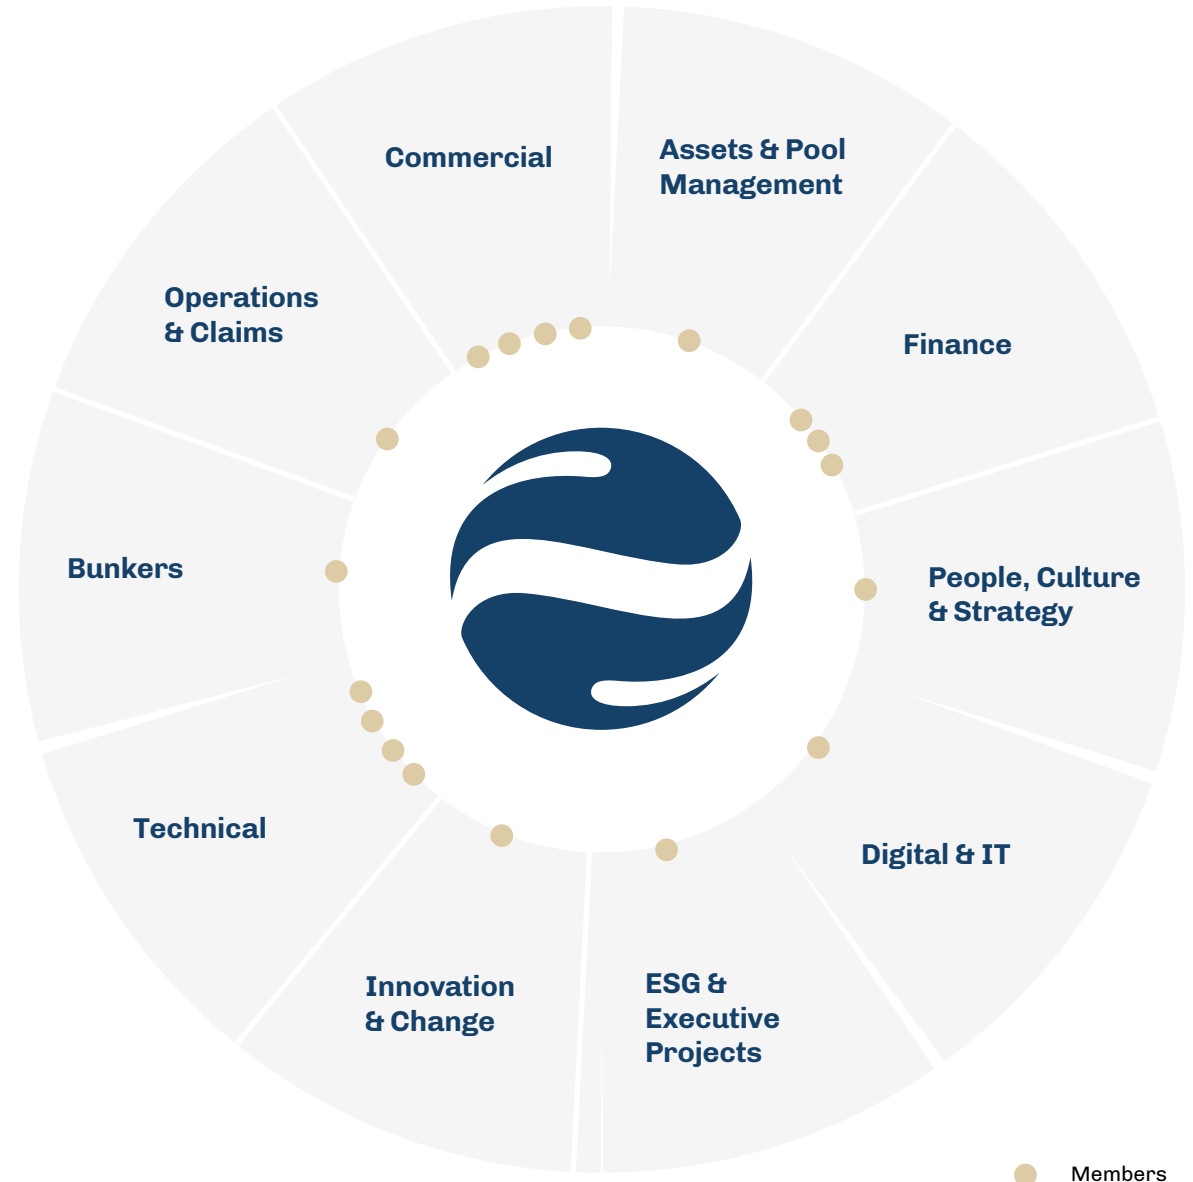 Commercial
Assets & Pool
Management
Operations
& Claims
Finance
Bunkers
People, Culture
& Strategy
Technical
Digital & IT
Innovation
& Change
ESG &
Executive
Projects
Members